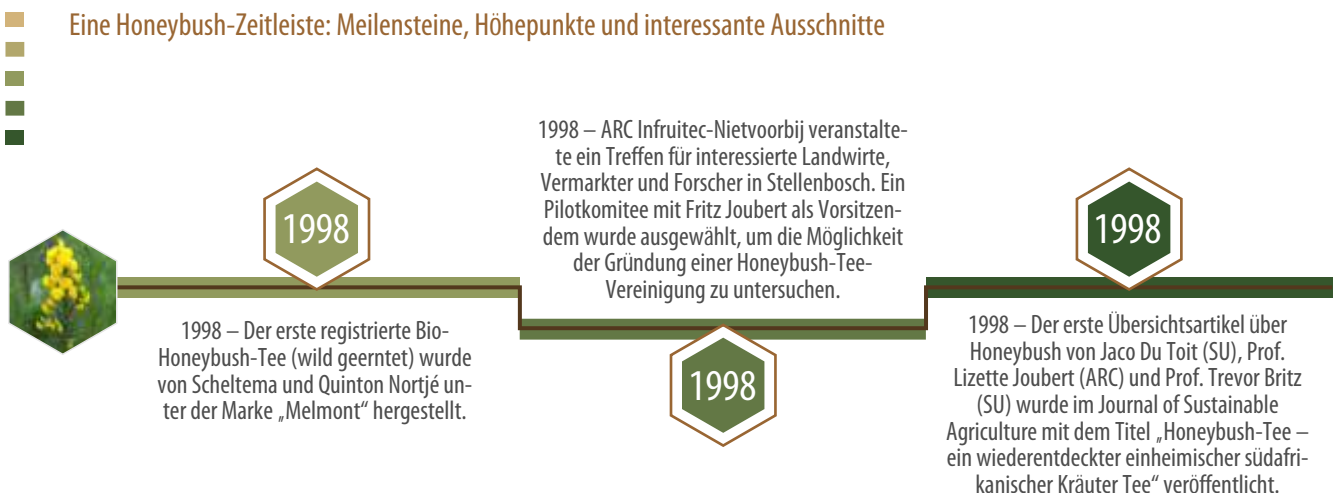 Eine Honeybush-Zeitleiste: Meilensteine, Höhepunkte und interessante Ausschnitte
1998
1998 – Der erste registrierte Bio-
Honeybush-Tee (wild geerntet) wurde
von Scheltema und Quinton Nortjé un-
ter der Marke „Melmont“ hergestellt.
1998 – ARC Infruitec-Nietvoorbij veranstalte-
te ein Treffen für interessierte Landwirte,
Vermarkter und Forscher in Stellenbosch. Ein
Pilotkomitee mit Fritz Joubert als Vorsitzen-
dem wurde ausgewählt, um die Möglichkeit
der Gründung einer Honeybush-Tee-
Vereinigung zu untersuchen.
1998
1998
1998 – Der erste Übersichtsartikel über
Honeybush von Jaco Du Toit (SU), Prof.
Lizette Joubert (ARC) und Prof. Trevor Britz
(SU) wurde im Journal of Sustainable
Agriculture mit dem Titel „Honeybush-Tee –
ein wiederentdeckter einheimischer südafri-
kanischer Kräuter Tee“ veröffentlicht.